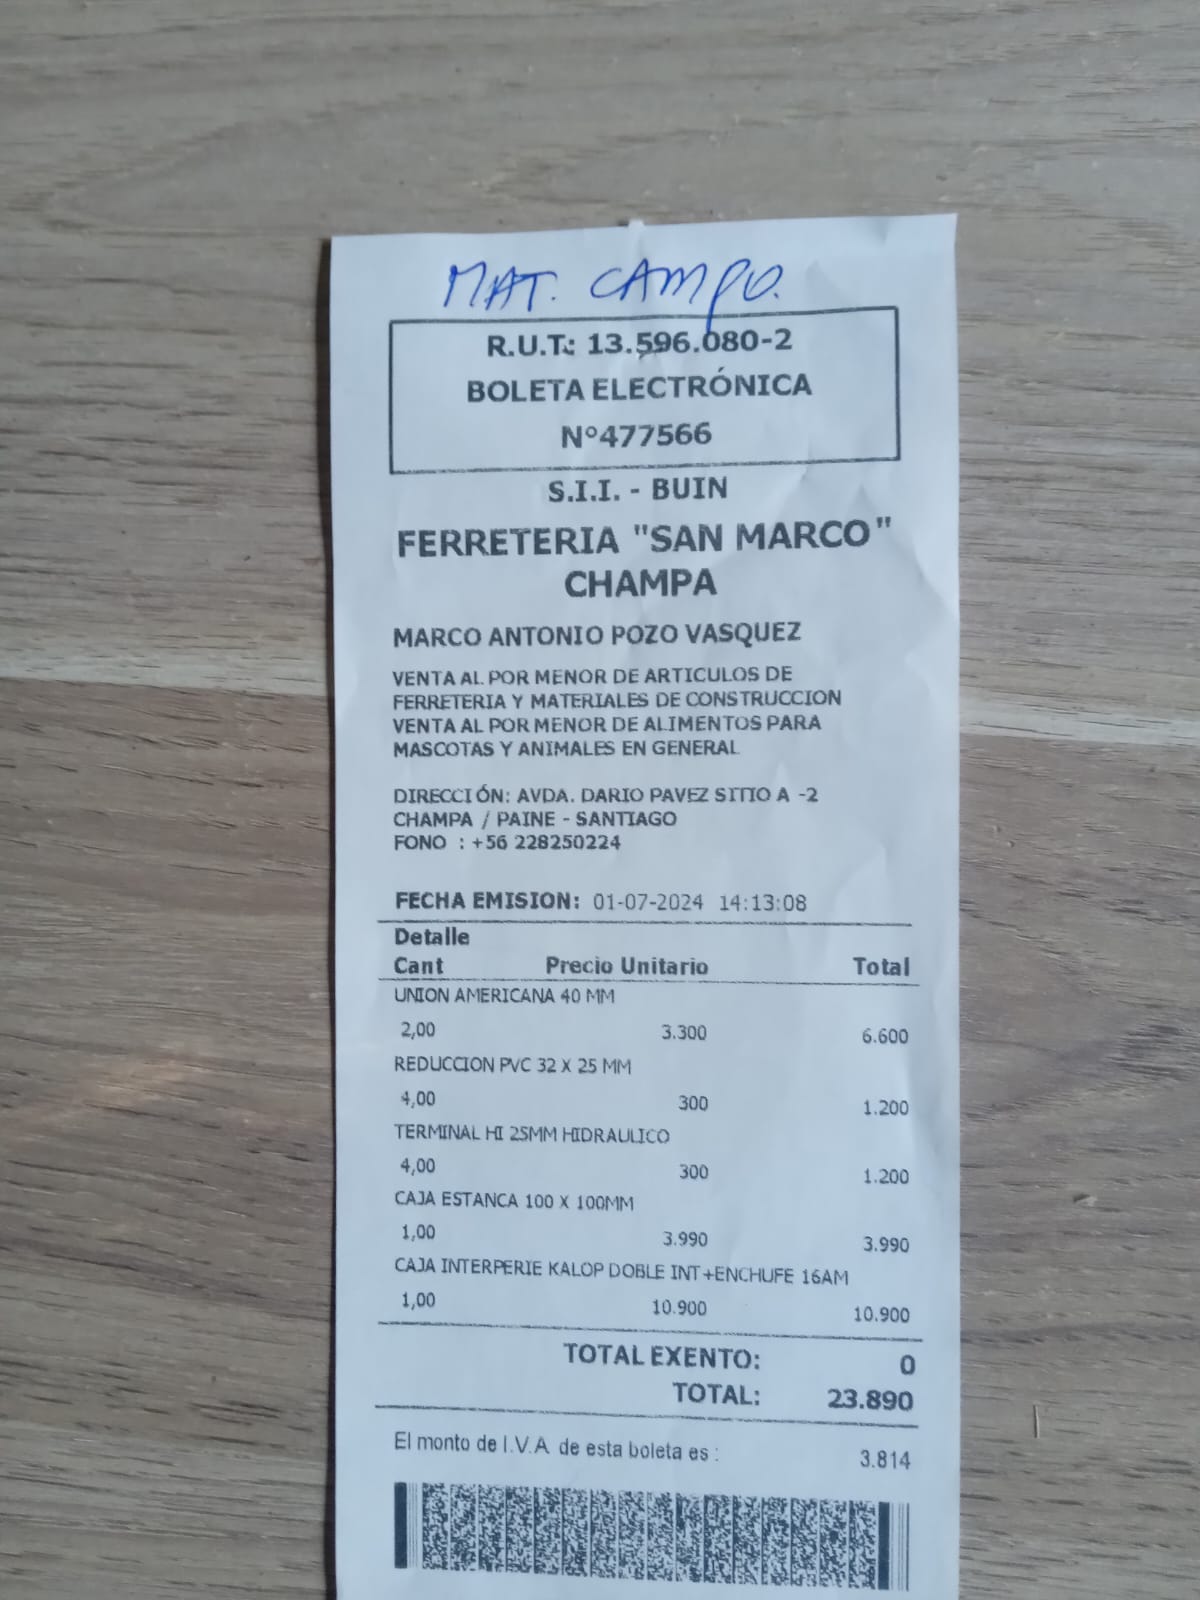 MAT. CAMPO.
R.U.T.: 13.596.080-2
BOLETA ELECTRÓNICA
N°477566
S.I.I. - BUIN
FERRETERIA "SAN MARCO"
CHAMPA
MARCO ANTONIO POZO VASQUEZ
VENTA AL POR MENOR DE ARTICULOS DE
FERRETERIA Y MATERIALES DE CONSTRUCCION
VENTA AL POR MENOR DE ALIMENTOS PARA
MASCOTAS Y ANIMALES EN GENERAL
DIRECCIÓN: AVDA. DARIO PAVEZ SITIO A -2
CHAMPA / PAINE - SANTIAGO
FONO : +56 228250224
FECHA EMISION: 01-07-2024 14:13:08
Detalle
Cant Precio Unitario Total
UNION AMERICANA 40 MM
2,00 3.300 6.600
REDUCCION PVC 32 X 25 MM
4,00 300 1.200
TERMINAL HI 25MM HIDRAULICO
4,00 300 1.200
CAJA ESTANCA 100 X 100MM
1,00 3.990 3.990
CAJA INTERPERIE KALOP DOBLE INT+ENCHUFE 16AM
1,00 10.900 10.900
TOTAL EXENTO: 0
TOTAL: 23.890
El monto de I.V.A de esta boleta es : 3.814